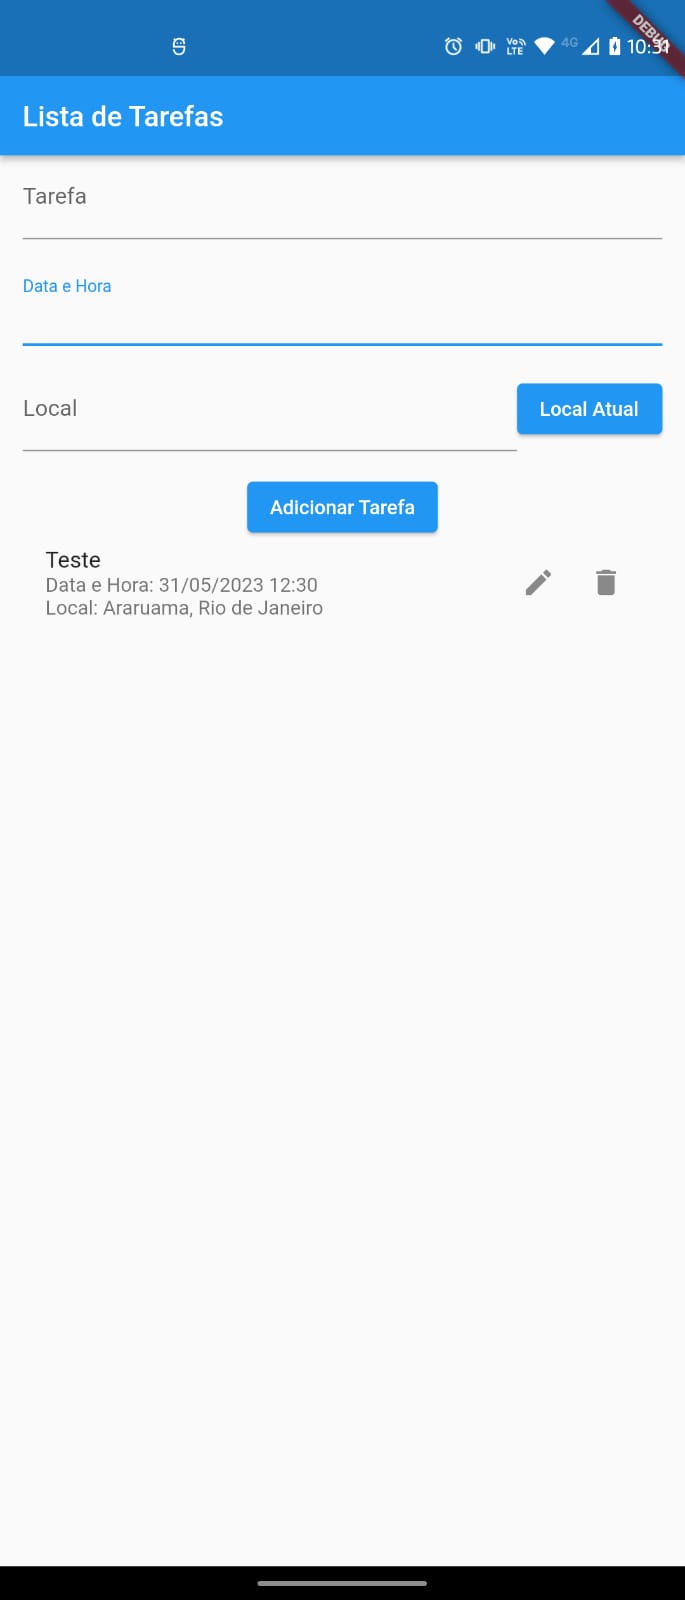 Vo LTE 4G 10:31
DEBUG
Lista de Tarefas
Tarefa
Data e Hora
Local
Local Atual
Adicionar Tarefa
Teste
Data e Hora: 31/05/2023 12:30
Local: Araruama, Rio de Janeiro